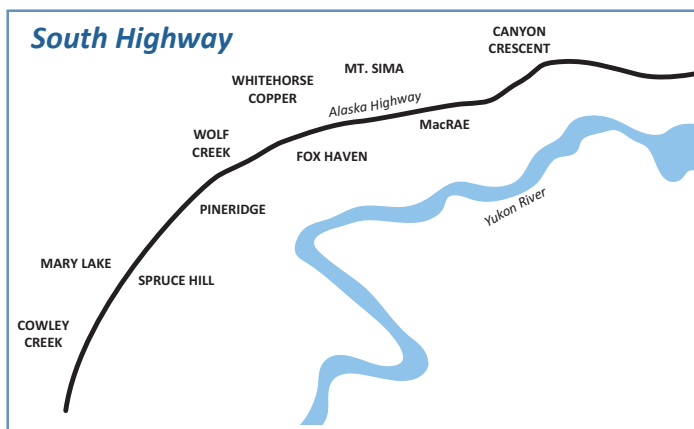 South Highway
CANYON
CRESCENT
MT. SIMA
WHITEHORSE
COPPER
Alaska Highway
MacRAE
WOLF
CREEK
FOX HAVEN
PINERIDGE
Yukon River
MARY LAKE
SPRUCE HILL
COWLEY
CREEK